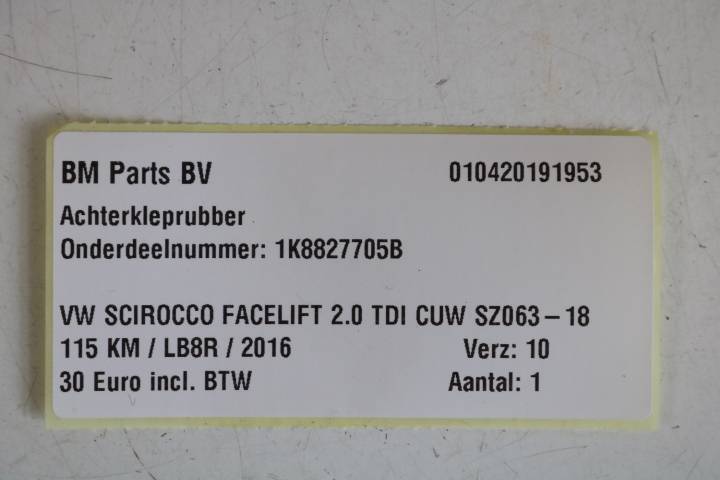 BM Parts BV 010420191953
Achterkleprubber
Onderdeelnummer: 1K8827705B
VW SCIROCCO FACELIFT 2.0 TDI CUW SZ063-18
115 KM / LB8R / 2016 Verz: 10
30 Euro incl. BTW Aantal: 1